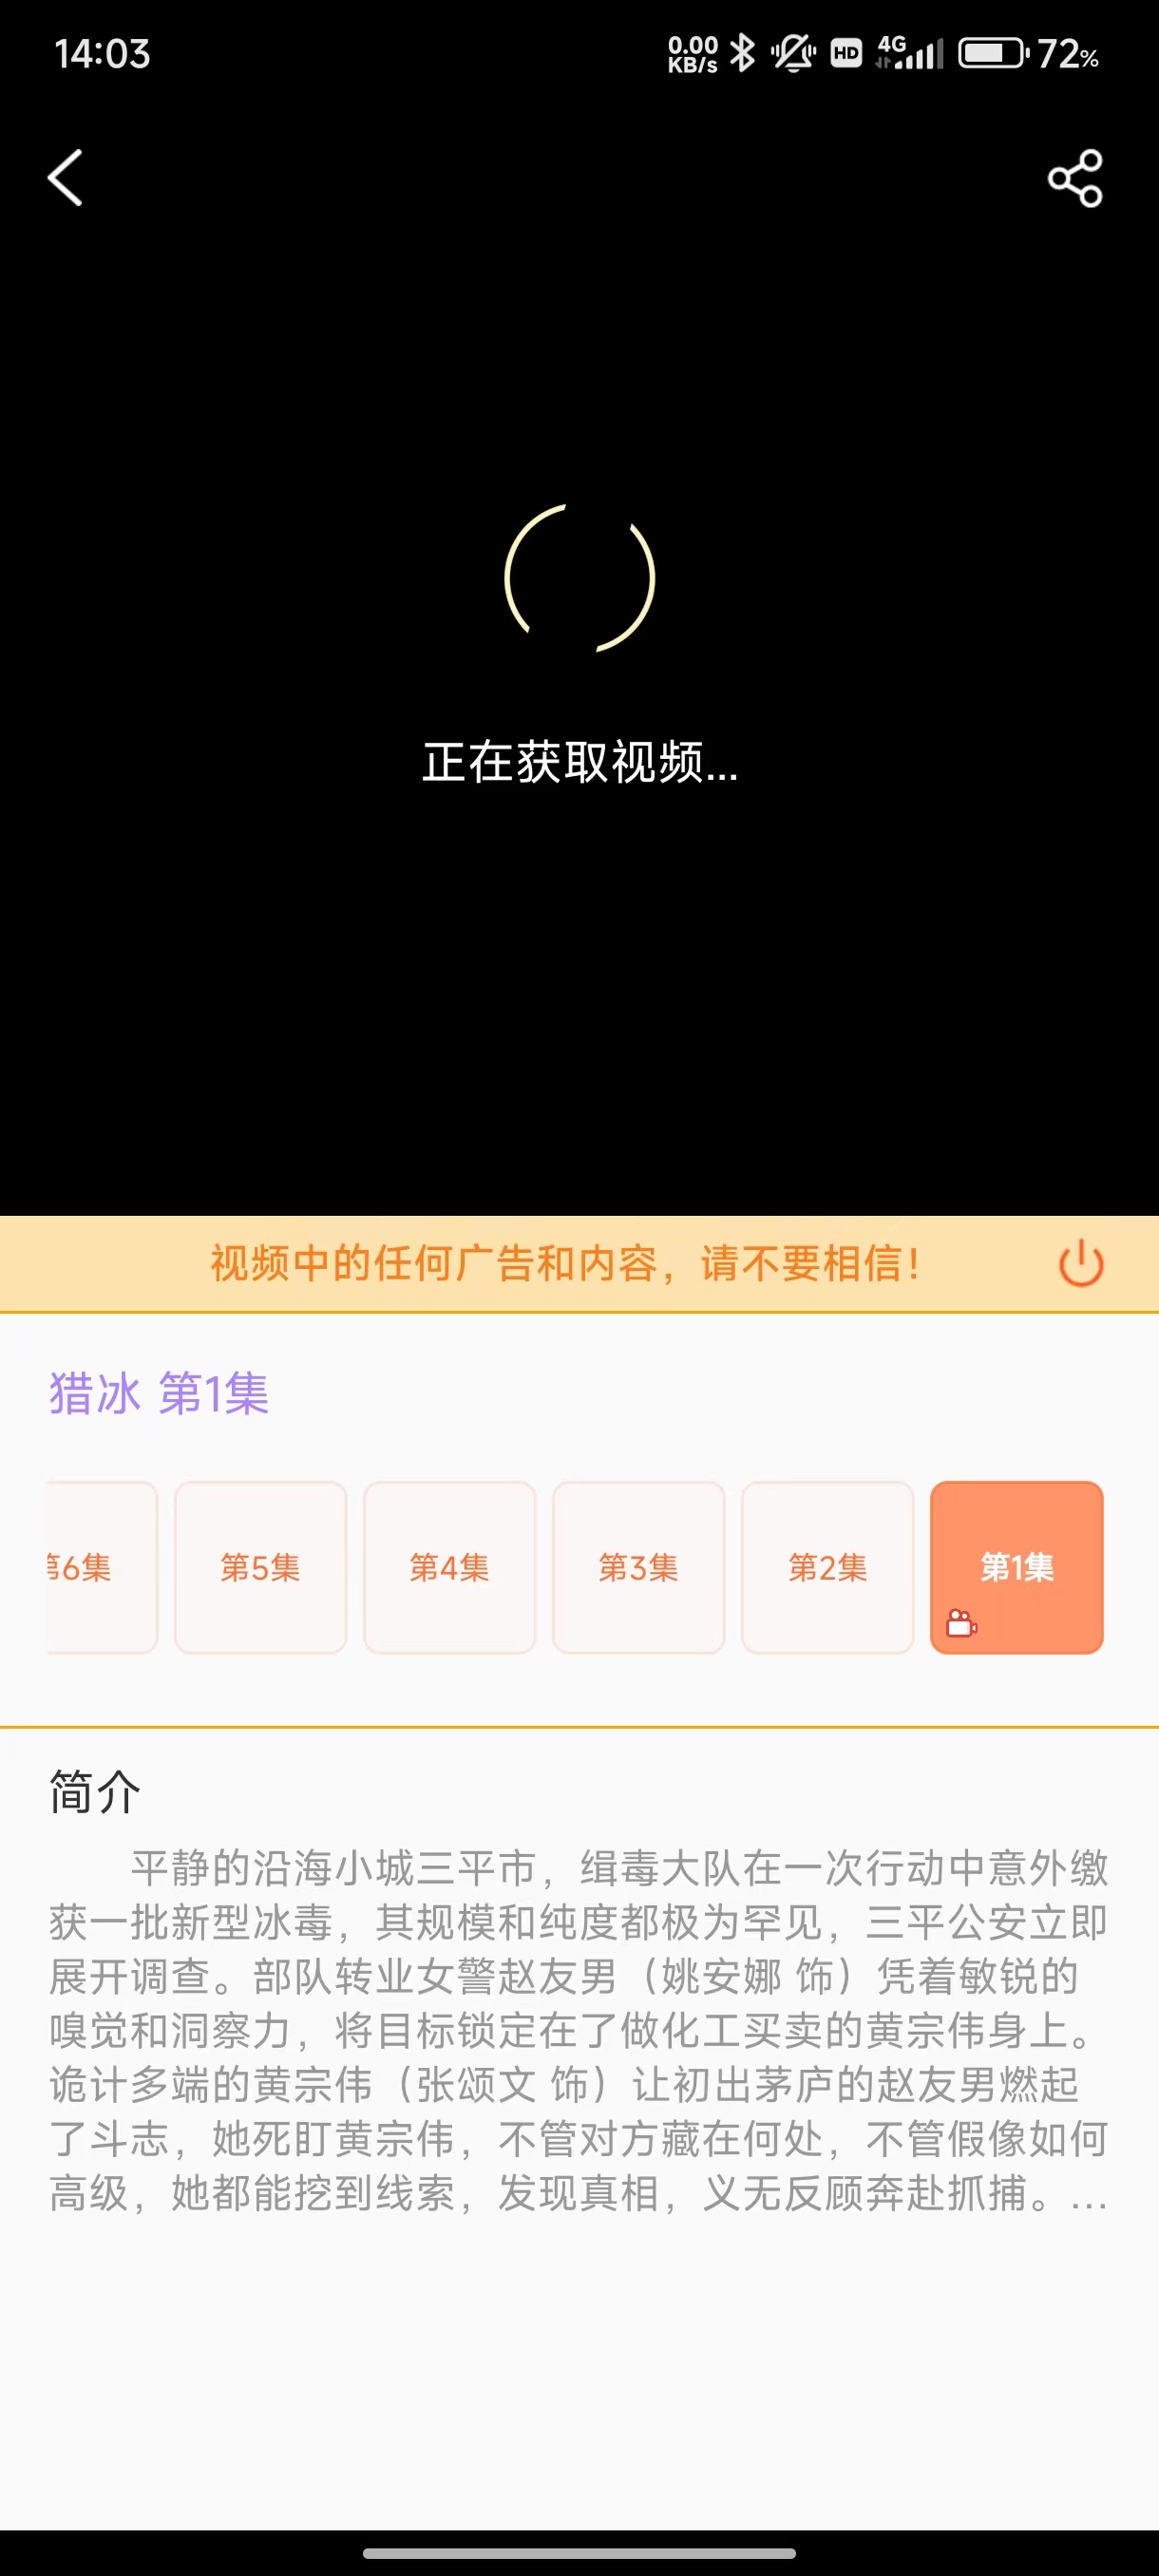 14:03
0.00 KB/s HD 4G 72%
正在获取视频...
视频中的任何广告和内容，请不要相信！
猎冰 第1集
第6集 第5集 第4集 第3集 第2集 第1集
简介
平静的沿海小城三平市，缉毒大队在一次行动中意外缴
获一批新型冰毒，其规模和纯度都极为罕见，三平公安立即
展开调查。部队转业女警赵友男（姚安娜 饰）凭着敏锐的
嗅觉和洞察力，将目标锁定在了做化工买卖的黄宗伟身上。
诡计多端的黄宗伟（张颂文 饰）让初出茅庐的赵友男燃起
了斗志，她死盯黄宗伟，不管对方藏在何处，不管假像如何
高级，她都能挖到线索，发现真相，义无反顾奔赴抓捕。...